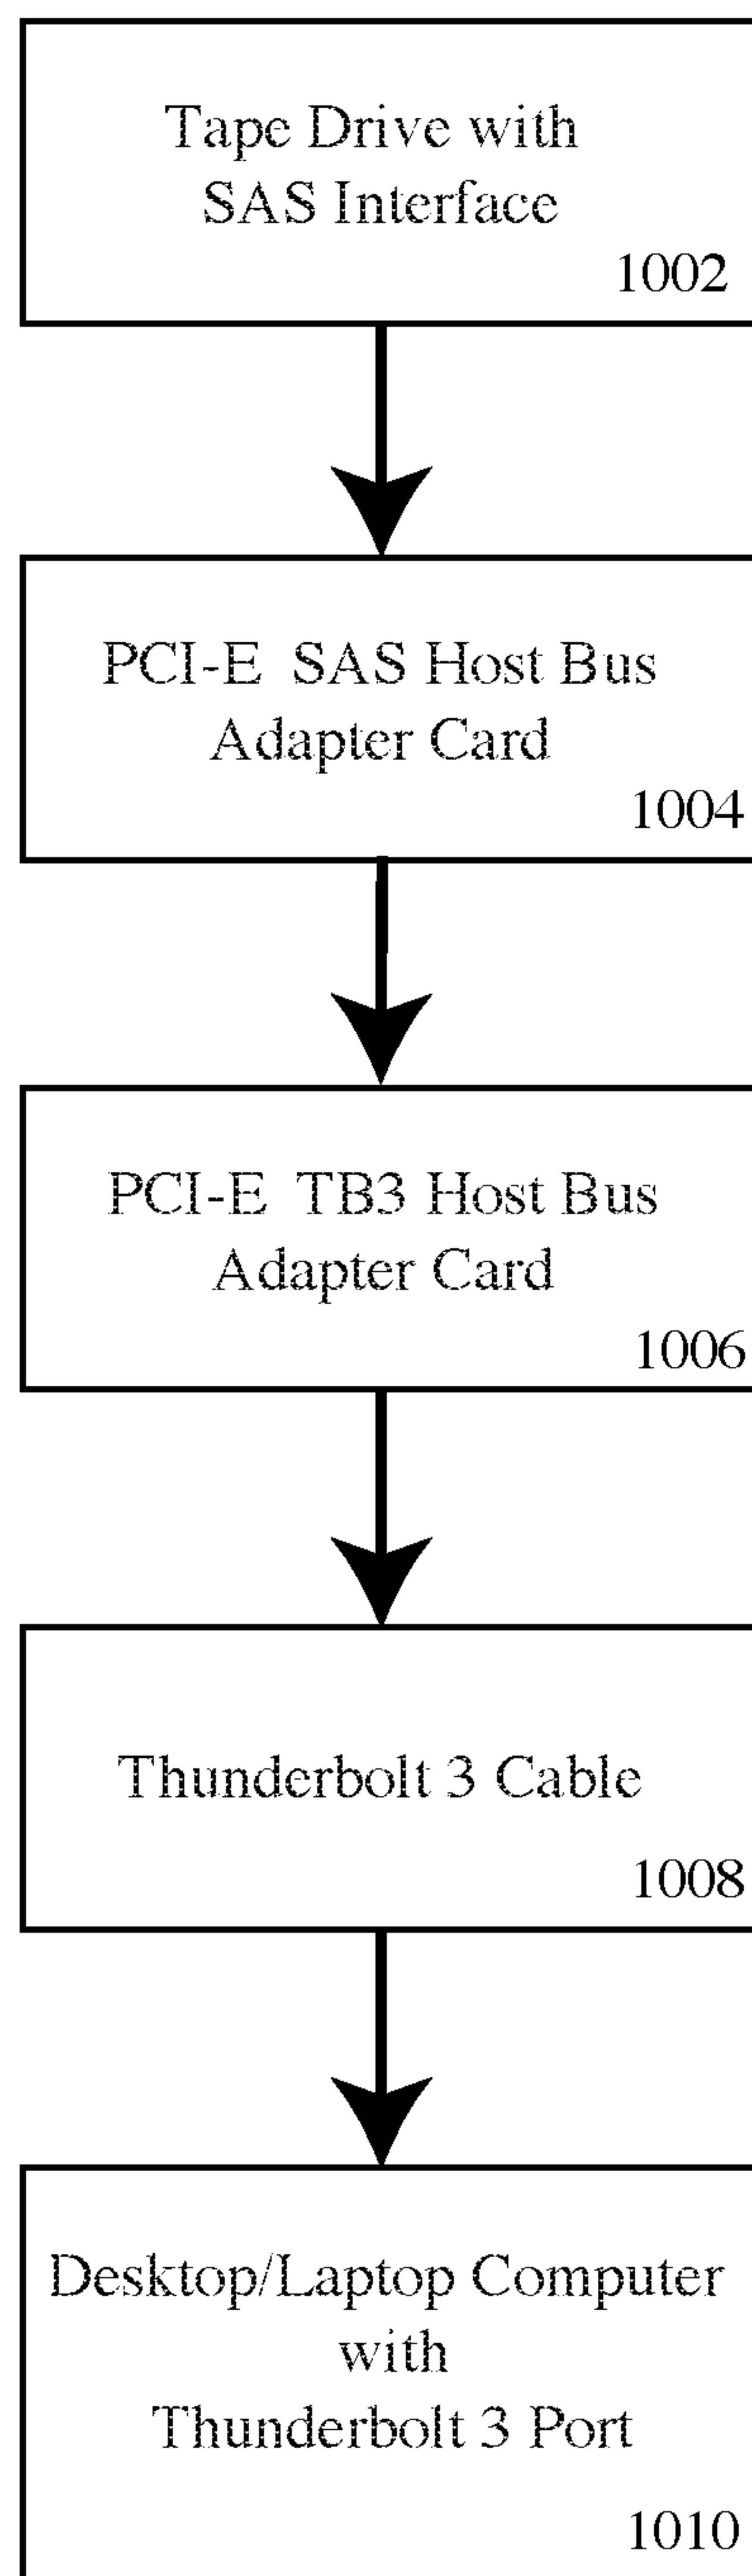 Tape Drive with
SAS Interface
1002
PCI-E SAS Host Bus
Adapter Card
1004
PCI-E TB3 Host Bus
Adapter Card
1006
Thunderbolt 3 Cable
1008
Desktop/Laptop Computer
with
Thunderbolt 3 Port
1010